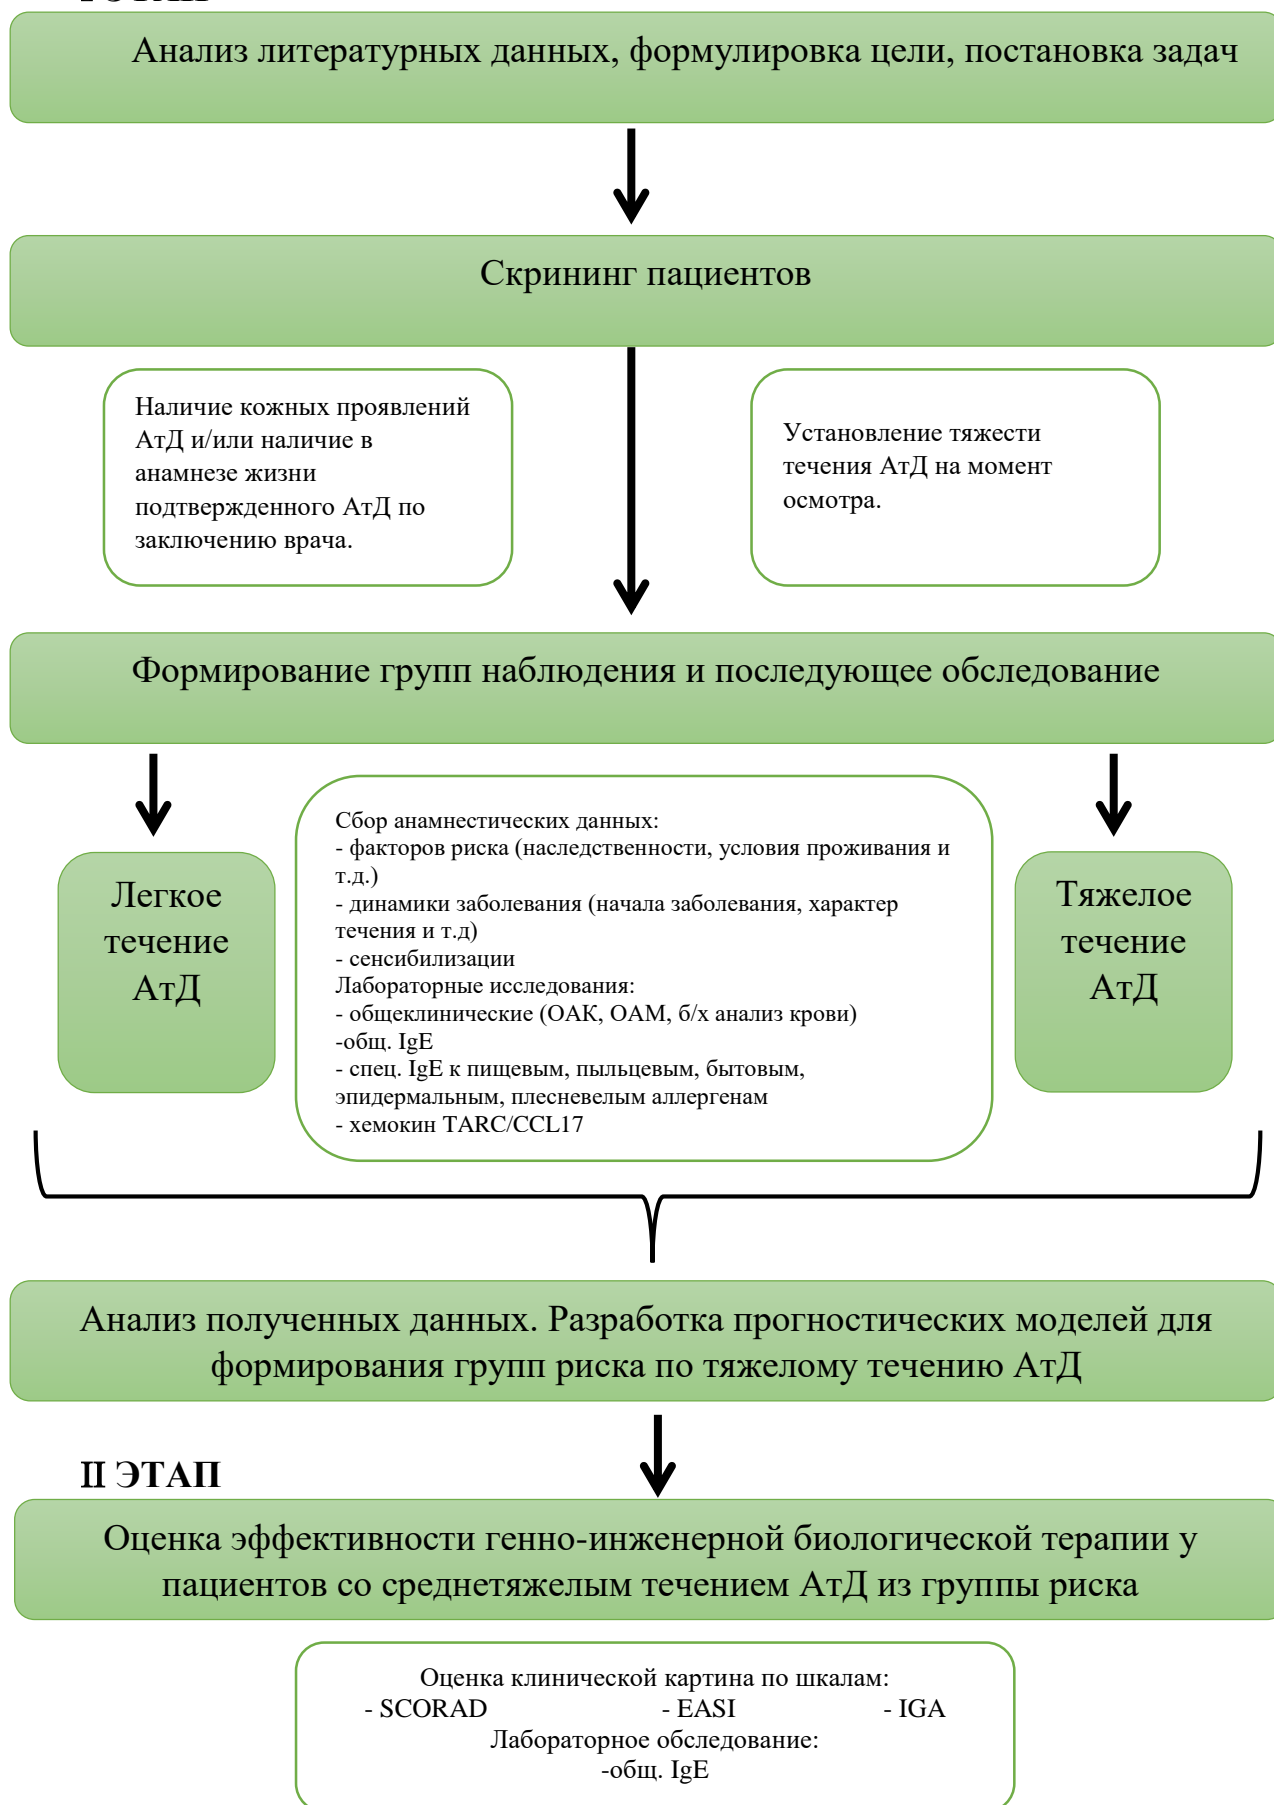 Анализ литературных данных, формулировка цели, постановка задач
Скрининг пациентов
Наличие кожных проявлений
АтД и/или наличие в
анамнезе жизни
подтвержденного АтД по
заключению врача.
Установление тяжести
течения АтД на момент
осмотра.
Формирование групп наблюдения и последующее обследование
Легкое
течение
АтД
Сбор анамнестических данных:
- факторов риска (наследственности, условия проживания и
т.д.)
- динамики заболевания (начала заболевания, характер
течения и т.д)
- сенсибилизации
Лабораторные исследования:
- общеклинические (ОАК, ОАМ, б/х анализ крови)
-общ. IgE
- спец. IgE к пищевым, пыльцевым, бытовым,
эпидермальным, плесневелым аллергенам
- хемокин TARC/CCL17
Тяжелое
течение
АтД
Анализ полученных данных. Разработка прогностических моделей для
формирования групп риска по тяжелому течению АтД
II ЭТАП
Оценка эффективности генно-инженерной биологической терапии у
пациентов со среднетяжелым течением АтД из группы риска
Оценка клинической картина по шкалам:
- SCORAD - EASI - IGA
Лабораторное обследование:
-общ. IgE